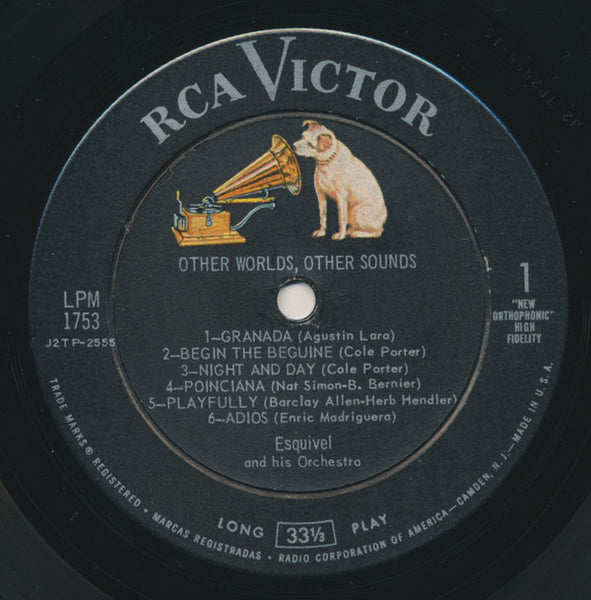 RCA VICTOR
OTHER WORLDS, OTHER SOUNDS
LPM
1753
J2TP-2555
1
"NEW
ORTHOPHONIC"
HIGH
FIDELITY
1—GRANADA (Agustin Lara)
2—BEGIN THE BEGUINE (Cole Porter)
3—NIGHT AND DAY (Cole Porter)
4—POINCIANA (Nat Simon-B. Bernier)
5—PLAYFULLY (Barclay Allen-Herb Hendler)
6—ADIOS (Enric Madriguera)
Esquivel
and his Orchestra
LONG 33⅓ PLAY
TRADE MARKS® REGISTERED • MARCAS REGISTRADAS • RADIO CORPORATION OF AMERICA—CAMDEN, N.J.—MADE IN U.S.A.